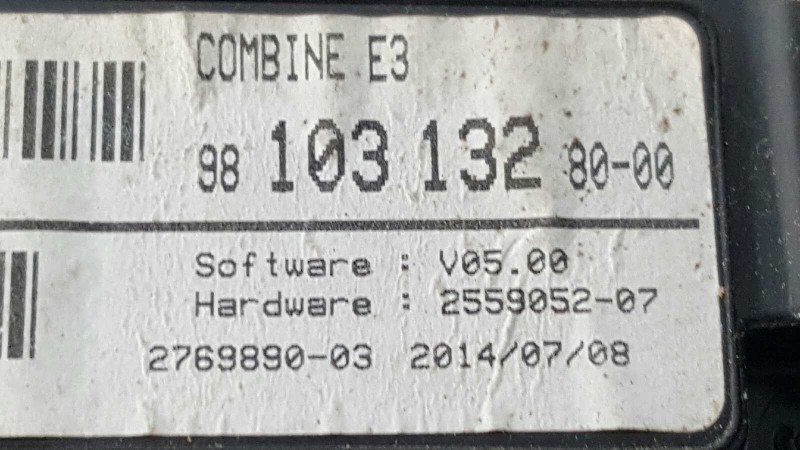 COMBINE E3
98 103 132 80-00
Software : V05.00
Hardware : 2559052-07
2769890-03 2014/07/08